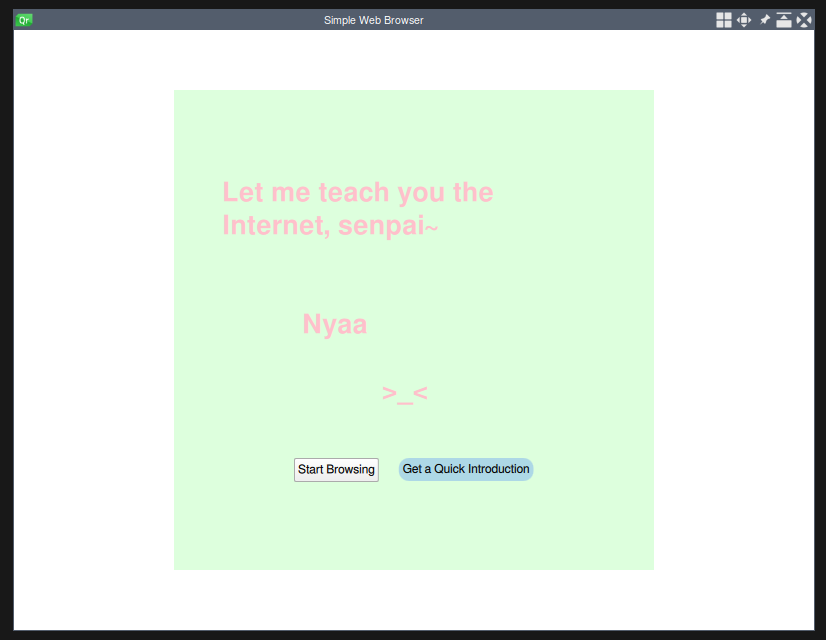 Qt
Simple Web Browser
Let me teach you the
Internet, senpai~
Nyaa
>_<
Start Browsing
Get a Quick Introduction